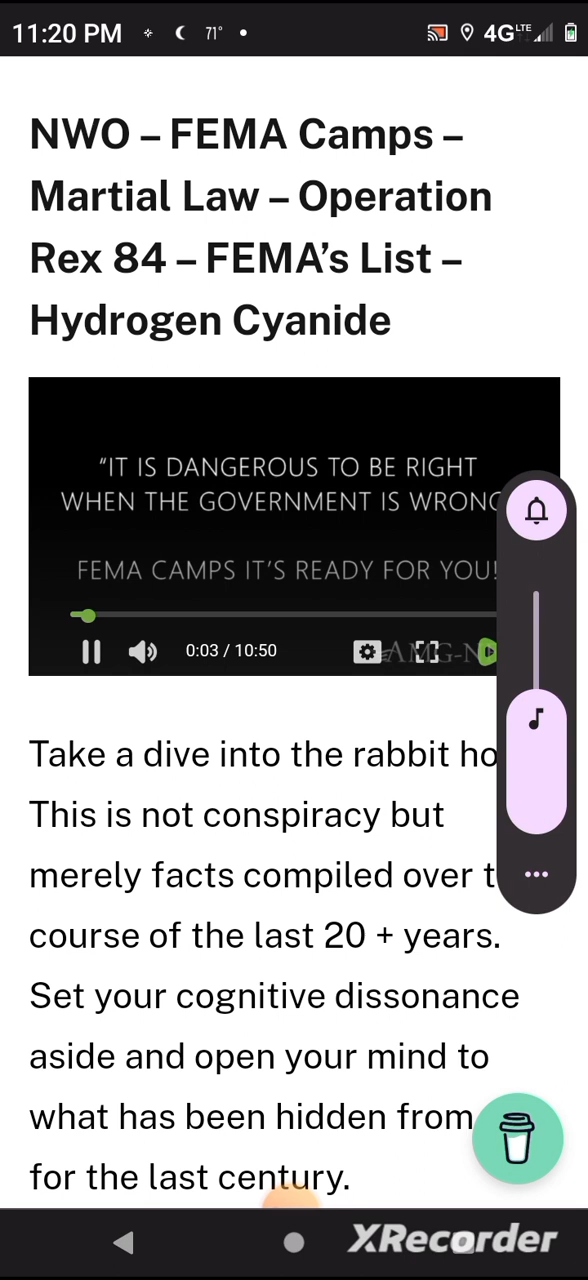 11:20 PM 71° 4G LTE
NWO – FEMA Camps –
Martial Law – Operation
Rex 84 – FEMA’s List –
Hydrogen Cyanide
“IT IS DANGEROUS TO BE RIGHT
WHEN THE GOVERNMENT IS WRONG
FEMA CAMPS IT’S READY FOR YOU!
0:03 / 10:50
AMG-N
Take a dive into the rabbit ho
This is not conspiracy but
merely facts compiled over t
course of the last 20 + years.
Set your cognitive dissonance
aside and open your mind to
what has been hidden from
for the last century.
XRecorder